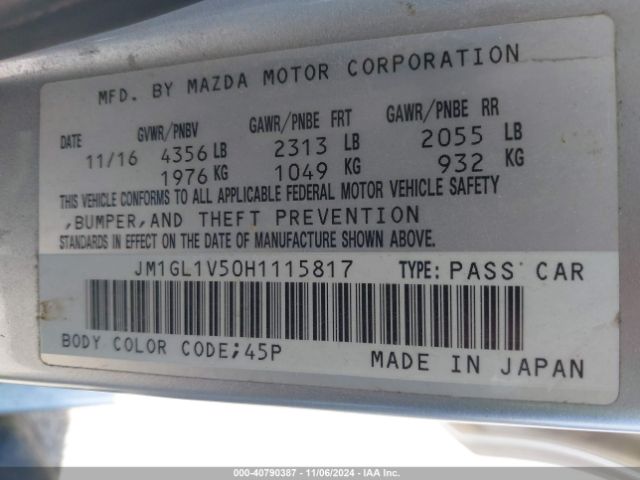 MFD. BY MAZDA MOTOR CORPORATION
DATE GVWR/PNBV GAWR/PNBE FRT GAWR/PNBE RR
11/16 4356 LB 2313 LB 2055 LB
1976 KG 1049 KG 932 KG
THIS VEHICLE CONFORMS TO ALL APPLICABLE FEDERAL MOTOR VEHICLE SAFETY
,BUMPER,AND THEFT PREVENTION
STANDARDS IN EFFECT ON THE DATE OF MANUFACTURE SHOWN ABOVE.
JM1GL1V50H1115817 TYPE: PASS CAR
BODY COLOR CODE;45P MADE IN JAPAN
000-40790387 - 11/06/2024 - IAA Inc.